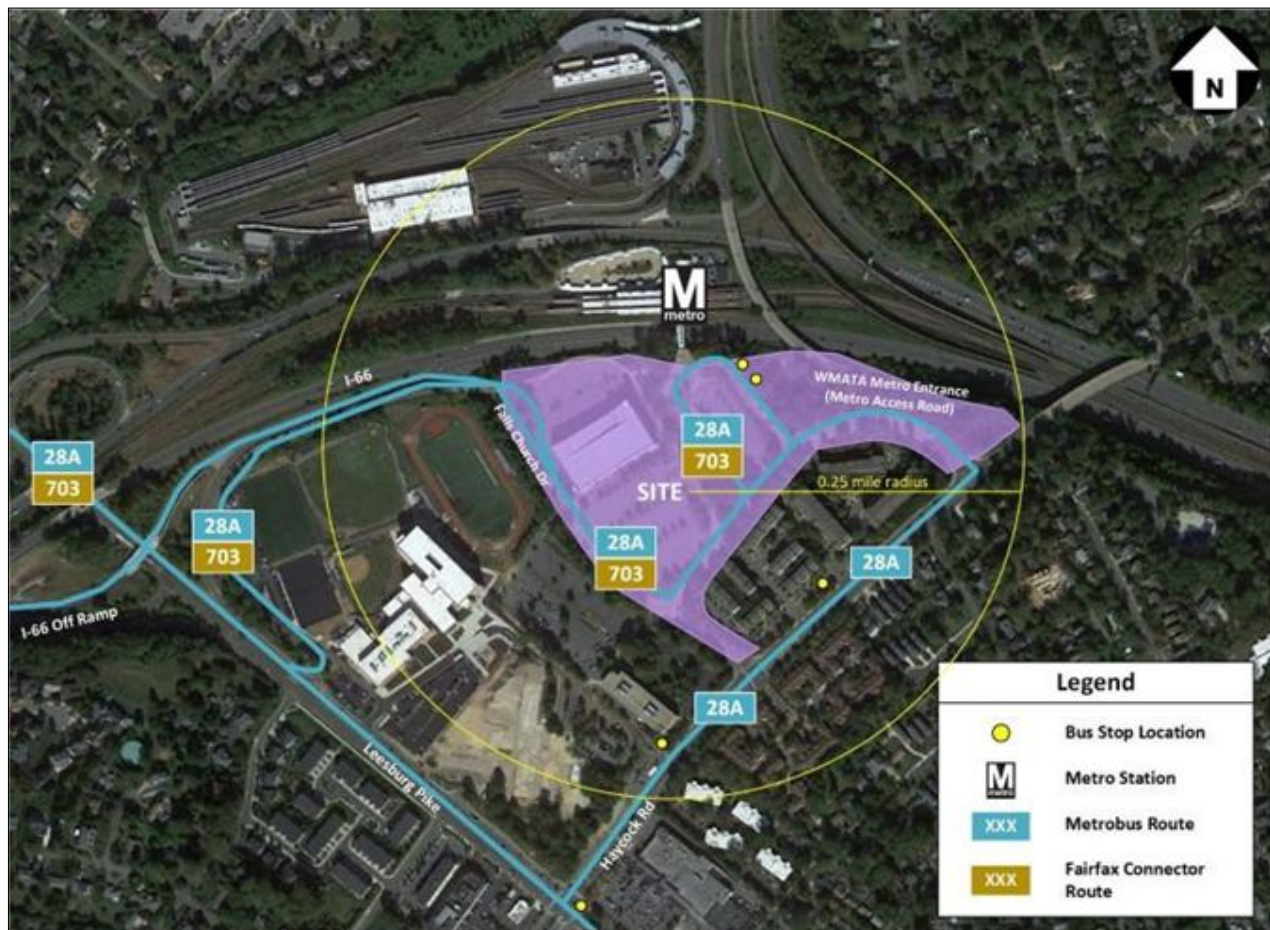 N
M
metro
I-66
WMATA Metro Entrance
(Metro Access Road)
Falls Church Dr
28A
703
28A
703
SITE
0.25 mile radius
28A
703
28A
703
28A
I-66 Off Ramp
28A
Leesburg Pike
Haycock Rd
Legend
Bus Stop Location
M
metro
Metro Station
XXX
Metrobus Route
XXX
Fairfax Connector
Route